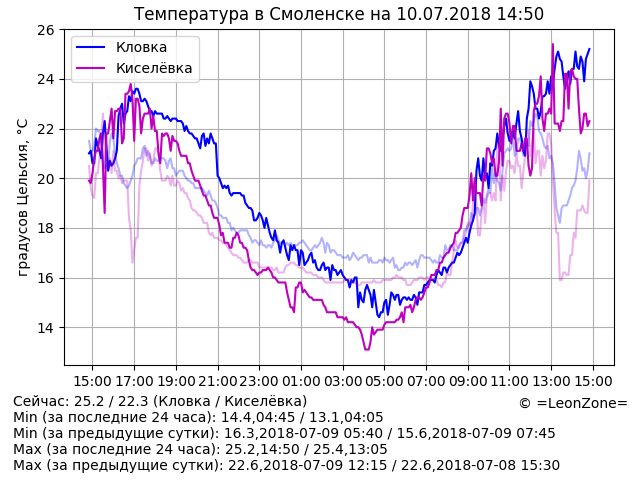 Температура в Смоленске на 10.07.2018 14:50
Кловка
Киселёвка
градусов Цельсия, °C
26
24
22
20
18
16
14
15:00 17:00 19:00 21:00 23:00 01:00 03:00 05:00 07:00 09:00 11:00 13:00 15:00
Сейчас: 25.2 / 22.3 (Кловка / Киселёвка)
© =LeonZone=
Min (за последние 24 часа): 14.4,04:45 / 13.1,04:05
Min (за предыдущие сутки): 16.3,2018-07-09 05:40 / 15.6,2018-07-09 07:45
Max (за последние 24 часа): 25.2,14:50 / 25.4,13:05
Max (за предыдущие сутки): 22.6,2018-07-09 12:15 / 22.6,2018-07-08 15:30